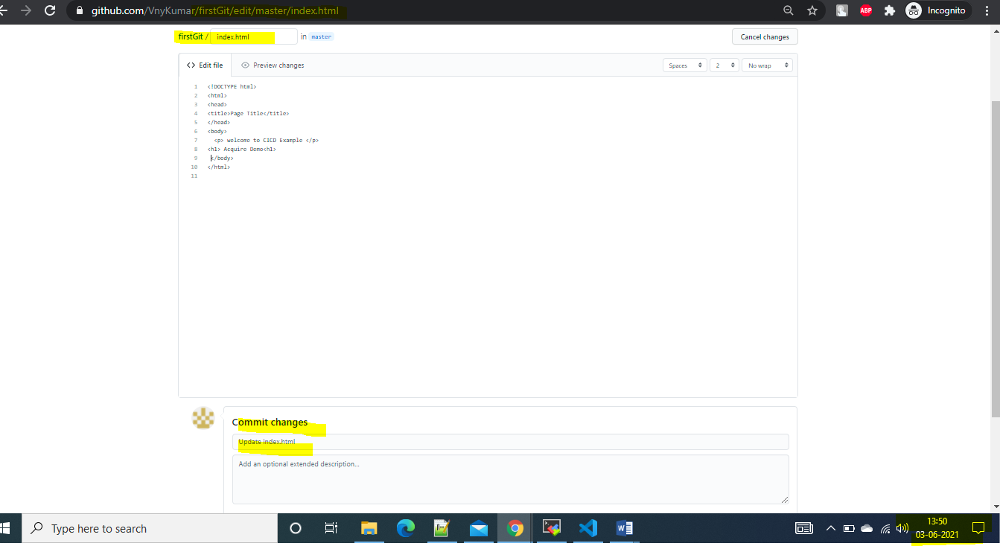 github.com/VnyKumar/firstGit/edit/master/index.html
ABP
Incognito
firstGit / index.html in master
Cancel changes
<> Edit file
Preview changes
Spaces
2
No wrap
1 <!DOCTYPE html>
2 <html>
3 <head>
4 <title>Page Title</title>
5 </head>
6 <body>
7 <p> welcome to CICD Example </p>
8 <h1> Acquire Demo<h1>
9 </body>
10 </html>
11
Commit changes
Update index.html
Add an optional extended description...
Type here to search
13:50
03-06-2021